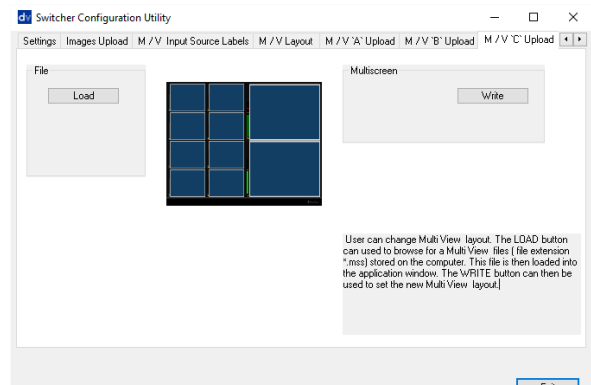 dv Switcher Configuration Utility
Settings Images Upload M / V Input Source Labels M / V Layout M / V `A` Upload M / V `B` Upload M / V `C` Upload
File
Load
Multiscreen
Write
User can change Multi View layout. The LOAD button
can used to browse for a Multi View files ( file extension
*.mss) stored on the computer. This file is then loaded into
the application window. The WRITE button can then be
used to set the new Multi View layout.